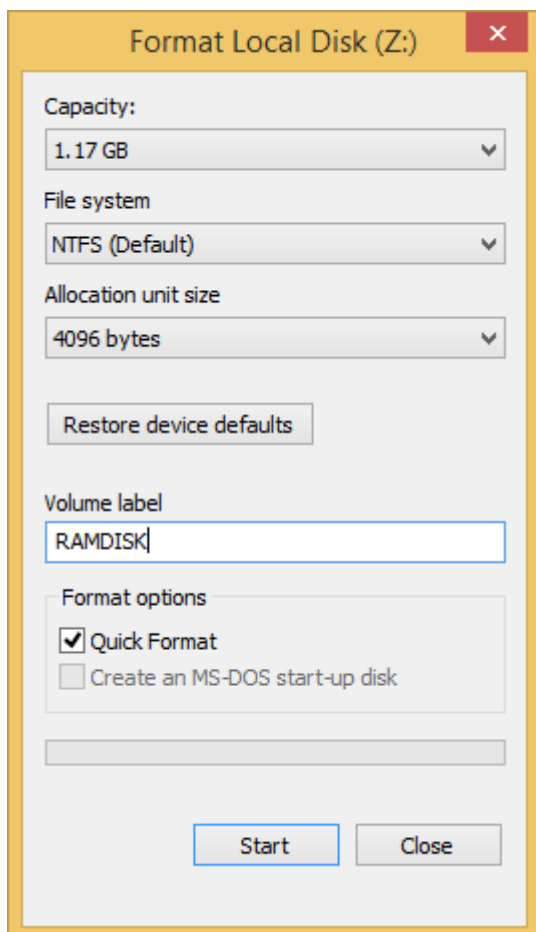 Format Local Disk (Z:)
Capacity:
1.17 GB
File system
NTFS (Default)
Allocation unit size
4096 bytes
Restore device defaults
Volume label
RAMDISK
Format options
Quick Format
Create an MS-DOS start-up disk
Start Close